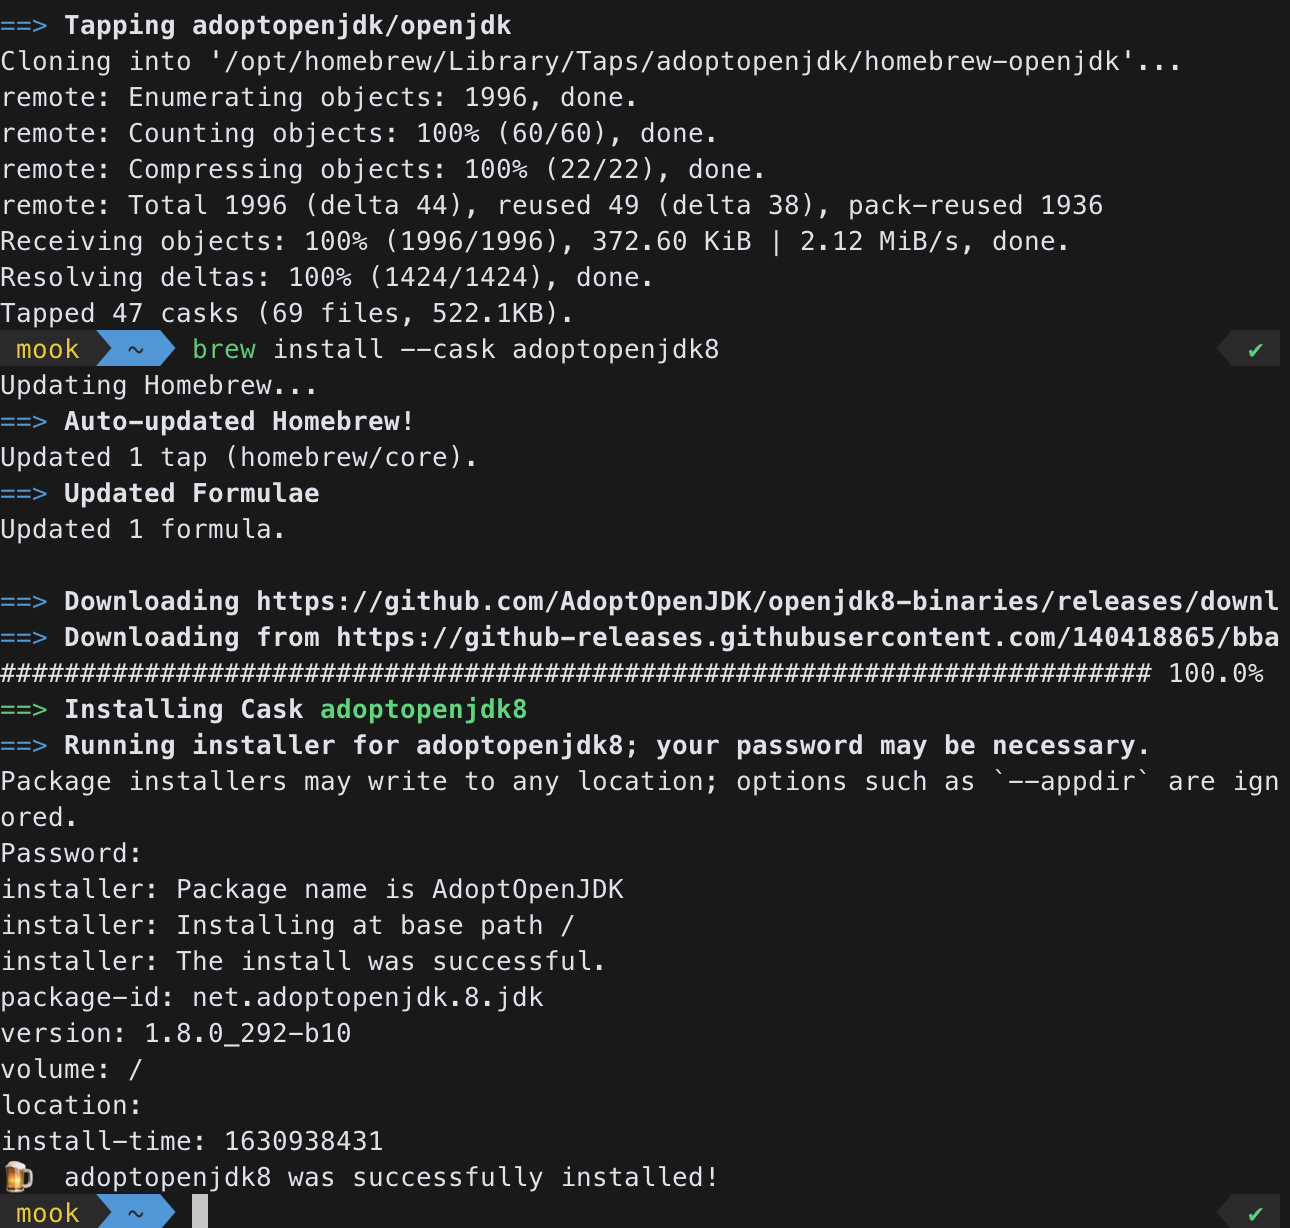 ==> Tapping adoptopenjdk/openjdk
Cloning into '/opt/homebrew/Library/Taps/adoptopenjdk/homebrew-openjdk'...
remote: Enumerating objects: 1996, done.
remote: Counting objects: 100% (60/60), done.
remote: Compressing objects: 100% (22/22), done.
remote: Total 1996 (delta 44), reused 49 (delta 38), pack-reused 1936
Receiving objects: 100% (1996/1996), 372.60 KiB | 2.12 MiB/s, done.
Resolving deltas: 100% (1424/1424), done.
Tapped 47 casks (69 files, 522.1KB).
mook ~ brew install --cask adoptopenjdk8 ✔
Updating Homebrew...
==> Auto-updated Homebrew!
Updated 1 tap (homebrew/core).
==> Updated Formulae
Updated 1 formula.
==> Downloading https://github.com/AdoptOpenJDK/openjdk8-binaries/releases/downl
==> Downloading from https://github-releases.githubusercontent.com/140418865/bba
######################################################################## 100.0%
==> Installing Cask adoptopenjdk8
==> Running installer for adoptopenjdk8; your password may be necessary.
Package installers may write to any location; options such as `--appdir` are ign
ored.
Password:
installer: Package name is AdoptOpenJDK
installer: Installing at base path /
installer: The install was successful.
package-id: net.adoptopenjdk.8.jdk
version: 1.8.0_292-b10
volume: /
location:
install-time: 1630938431
🍺 adoptopenjdk8 was successfully installed!
mook ~ ✔